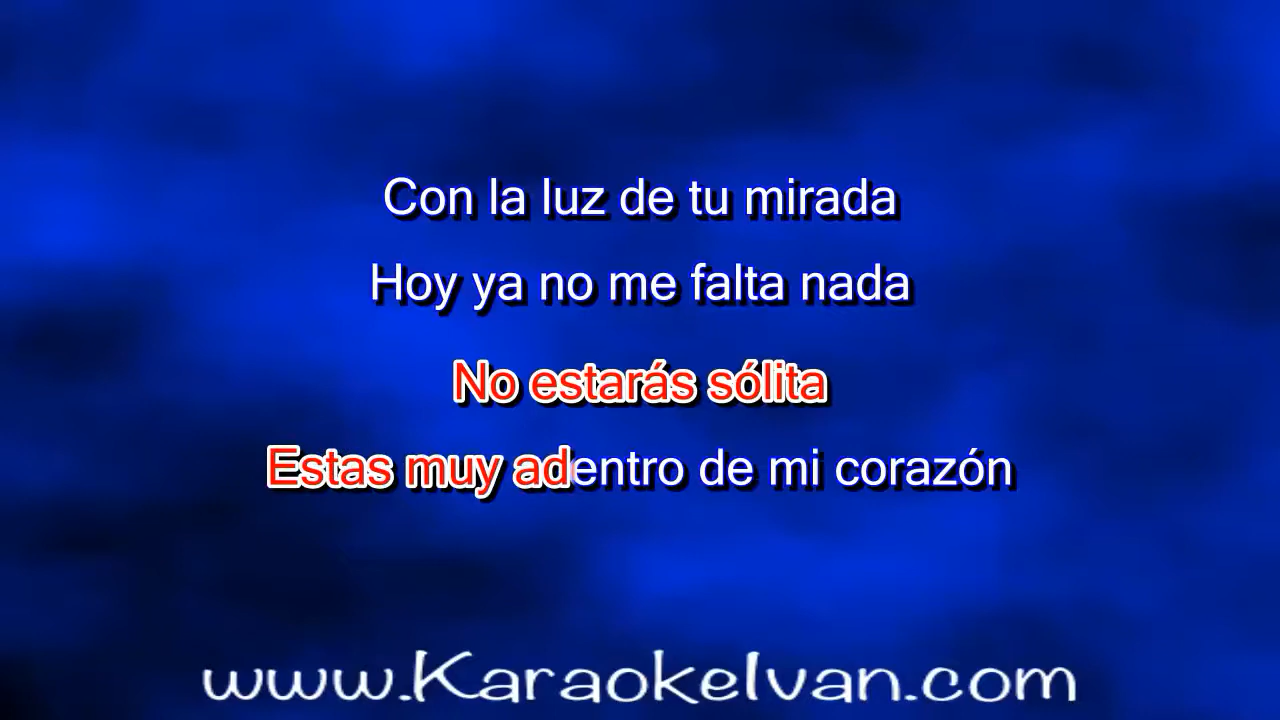 Con la luz de tu mirada
Hoy ya no me falta nada
No estarás sólita
Estas muy adentro de mi corazón
www.KaraokeIvan.com